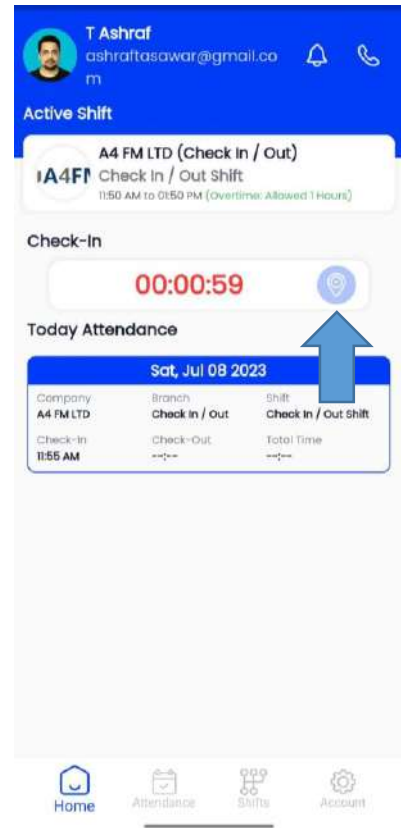 T Ashraf
ashraftasawar@gmail.co
m
Active Shift
A4 FM LTD (Check In / Out)
A4FM Check In / Out Shift
11:50 AM to 01:50 PM (Overtime: Allowed 1 Hours)
Check-In
00:00:59
Today Attendance
Sat, Jul 08 2023
Company Branch Shift
A4 FM LTD Check In / Out Check In / Out Shift
Check-In Check-Out Total Time
11:55 AM --:-- --:--
Home Attendance Shifts Account